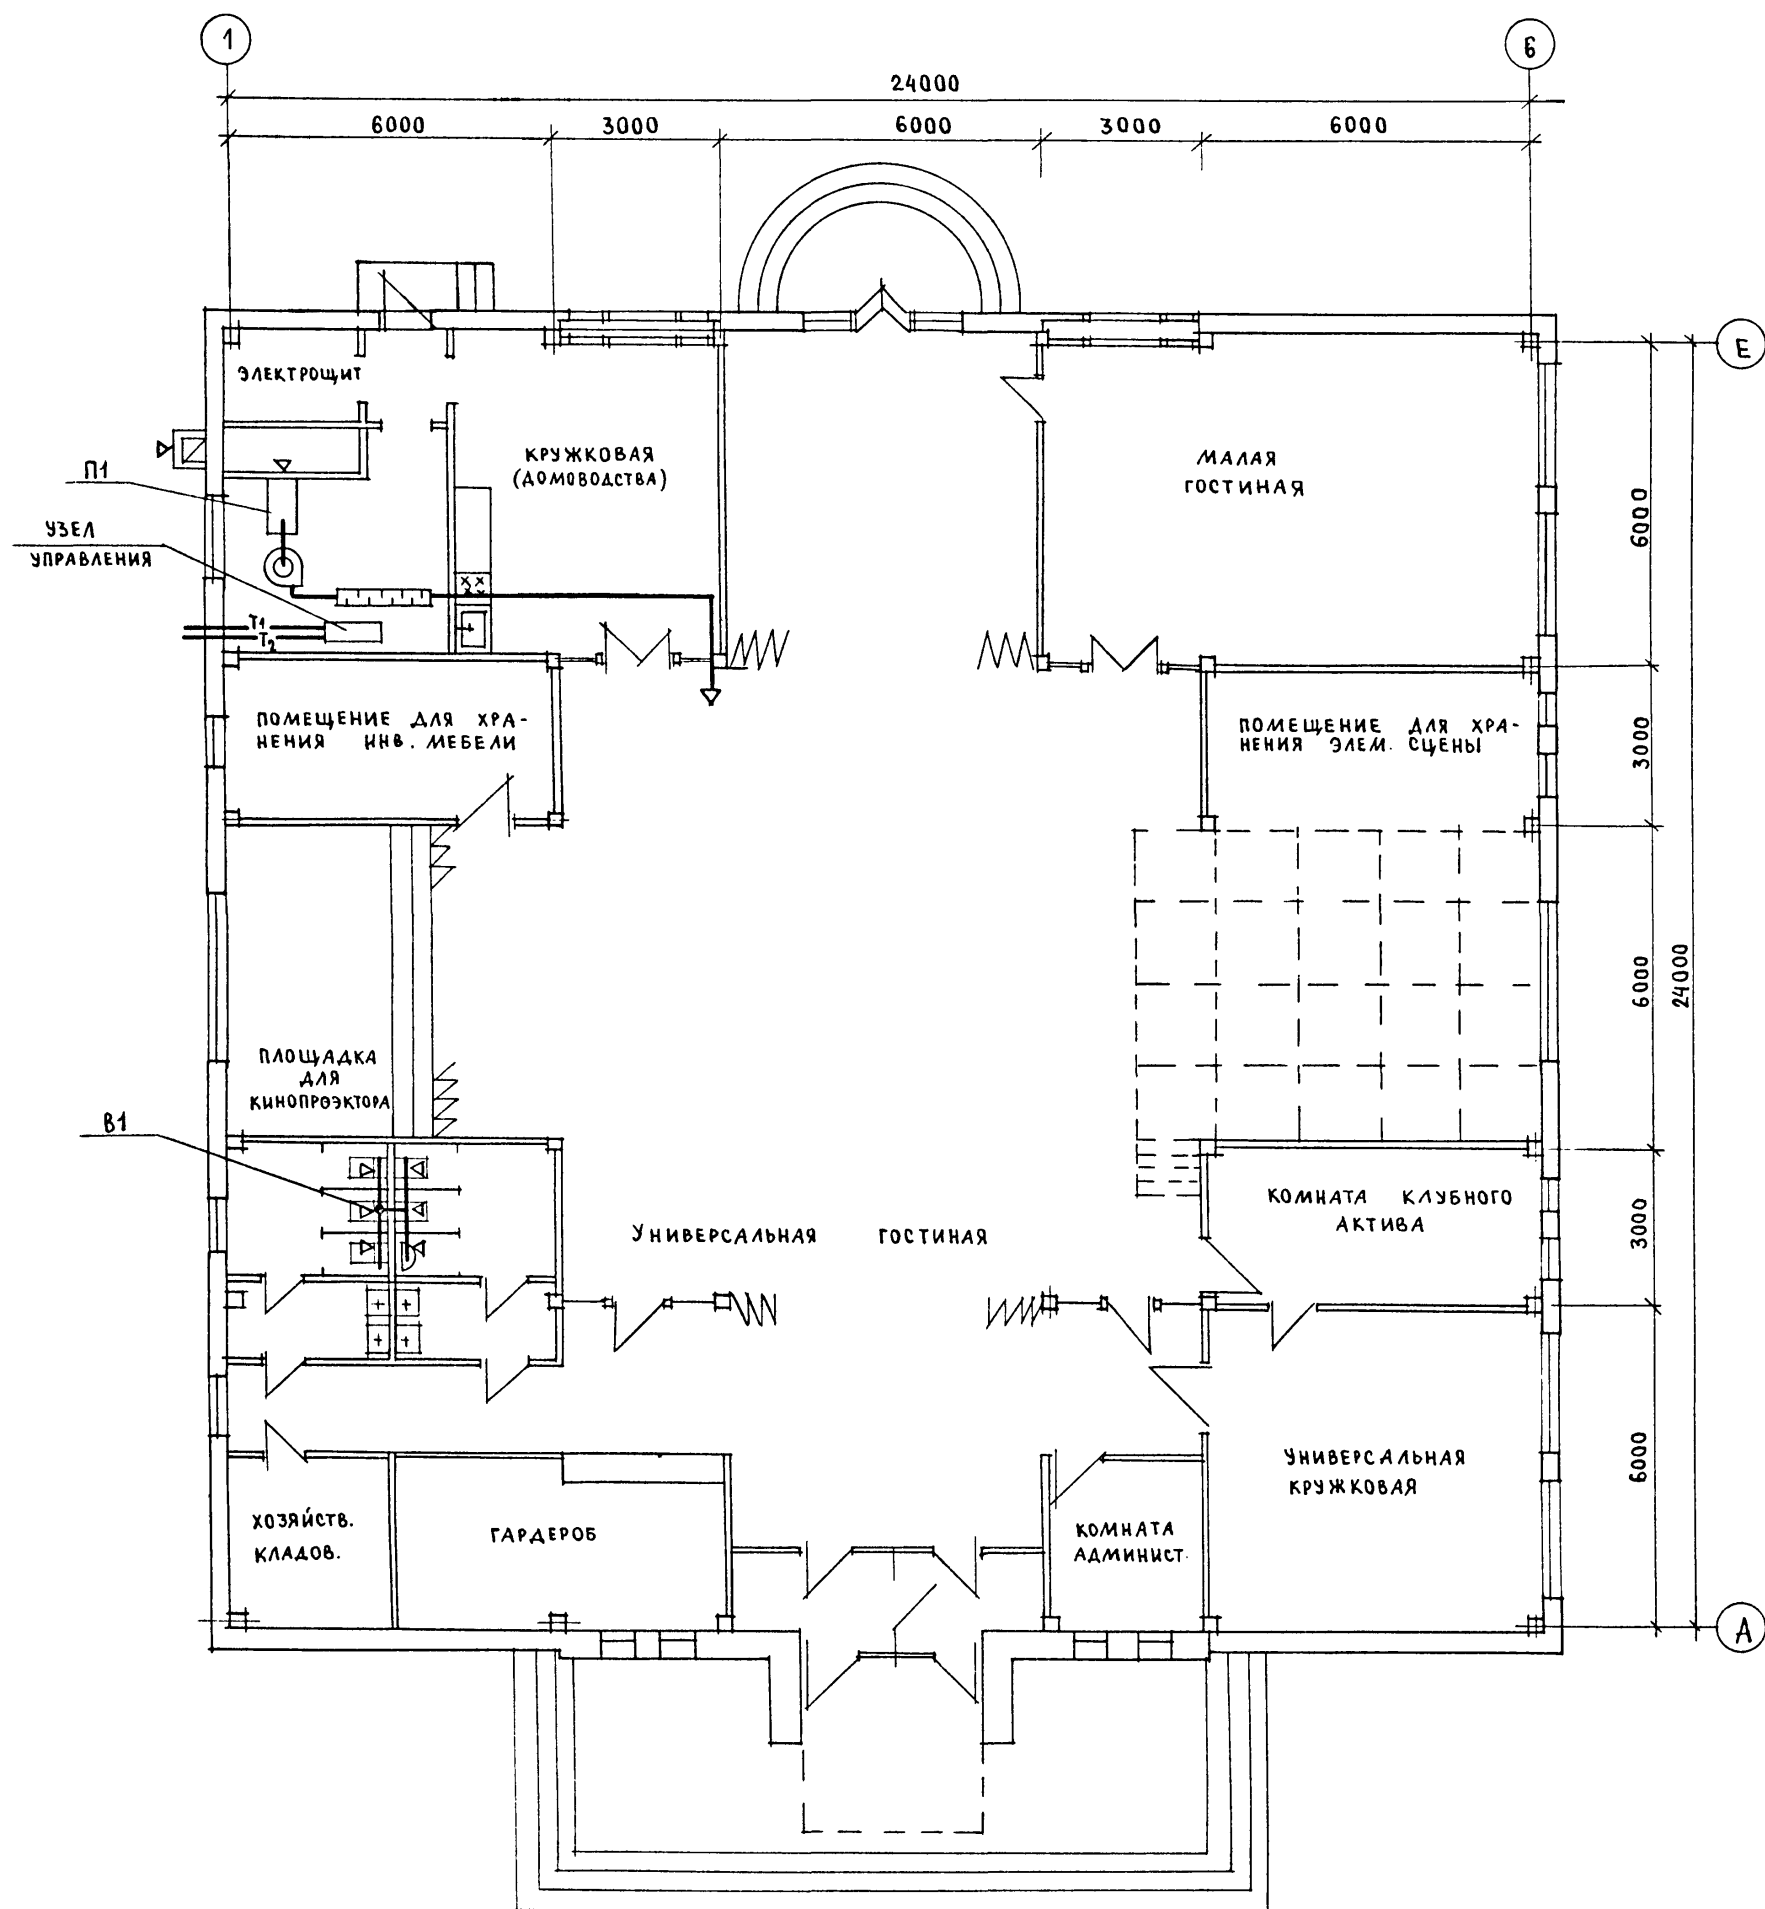 1
6
24000
6000
3000
6000
3000
6000
Е
ЭЛЕКТРОЩИТ
КРУЖКОВАЯ
(ДОМОВОДСТВА)
МАЛАЯ
ГОСТИНАЯ
П1
УЗЕЛ
УПРАВЛЕНИЯ
Т1
Т2
6000
ПОМЕЩЕНИЕ ДЛЯ ХРА-
НЕНИЯ ИНВ. МЕБЕЛИ
ПОМЕЩЕНИЕ ДЛЯ ХРА-
НЕНИЯ ЭЛЕМ. СЦЕНЫ
3000
6000
24000
ПЛОЩАДКА
ДЛЯ
КИНОПРОЭКТОРА
В1
УНИВЕРСАЛЬНАЯ ГОСТИНАЯ
КОМНАТА КЛУБНОГО
АКТИВА
3000
УНИВЕРСАЛЬНАЯ
КРУЖКОВАЯ
6000
ХОЗЯЙСТВ.
КЛАДОВ.
ГАРДЕРОБ
КОМНАТА
АДМИНИСТ.
А